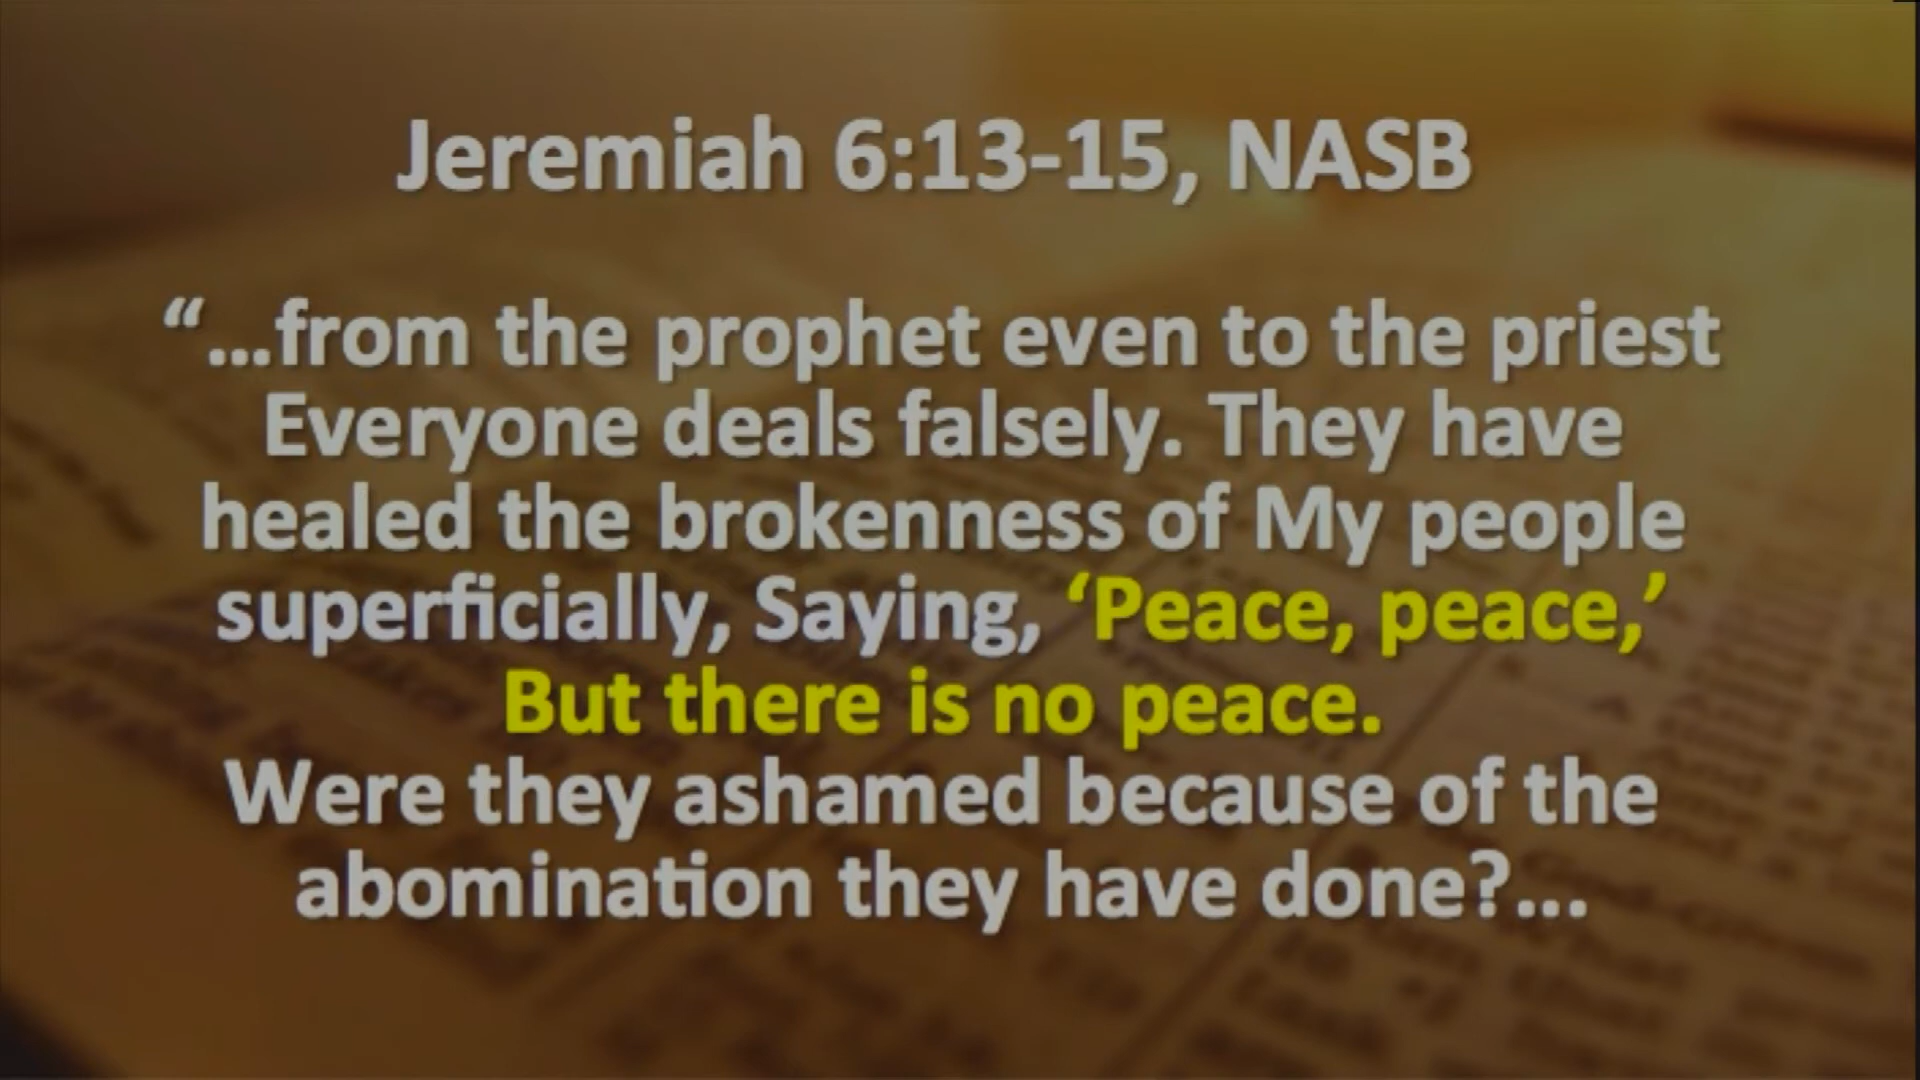 Jeremiah 6:13-15, NASB
“...from the prophet even to the priest
Everyone deals falsely. They have
healed the brokenness of My people
superficially, Saying, ‘Peace, peace,’
But there is no peace.
Were they ashamed because of the
abomination they have done?...